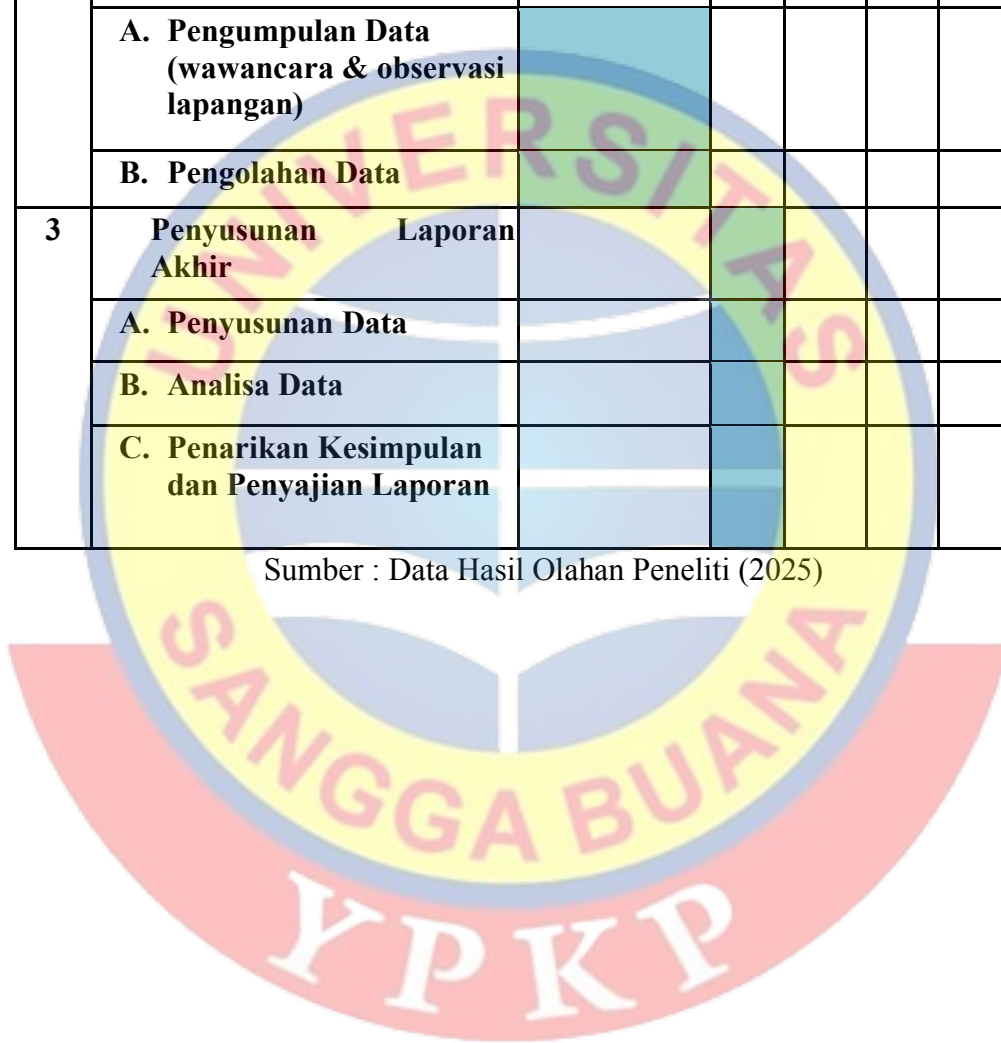 A. Pengumpulan Data
(wawancara & observasi
lapangan)
B. Pengolahan Data
3 Penyusunan Laporan
Akhir
A. Penyusunan Data
B. Analisa Data
C. Penarikan Kesimpulan
dan Penyajian Laporan
Sumber : Data Hasil Olahan Peneliti (2025)
UNIVERSITAS
SANGGA BUANA
YPKP